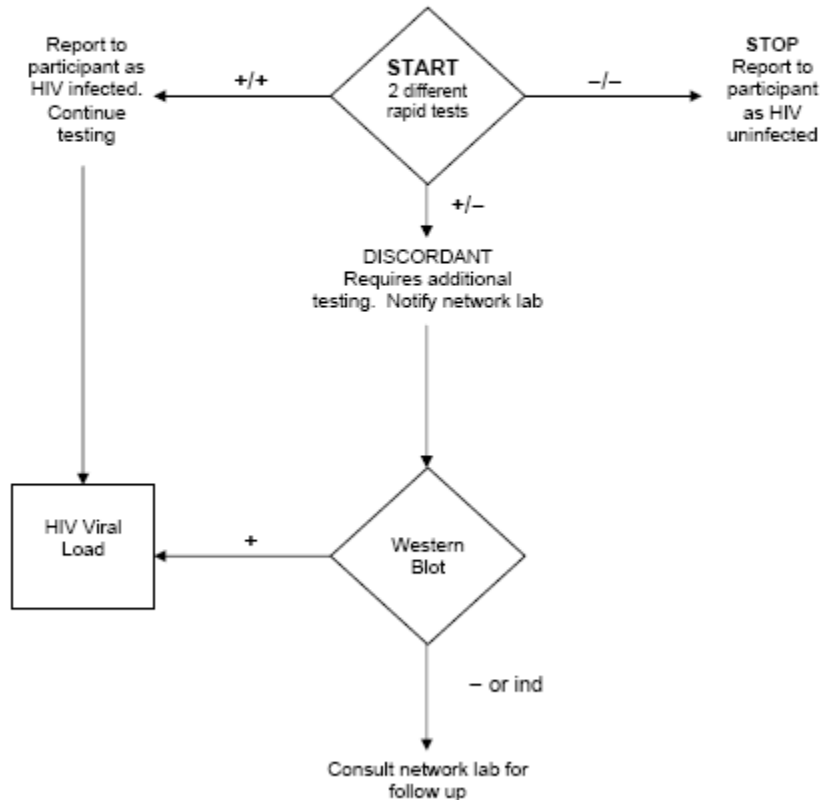 Report to
participant as
HIV infected.
Continue
testing
+/+
START
2 different
rapid tests
–/–
STOP
Report to
participant
as HIV
uninfected
+/–
DISCORDANT
Requires additional
testing. Notify network lab
HIV Viral
Load
+
Western
Blot
– or ind
Consult network lab for
follow up